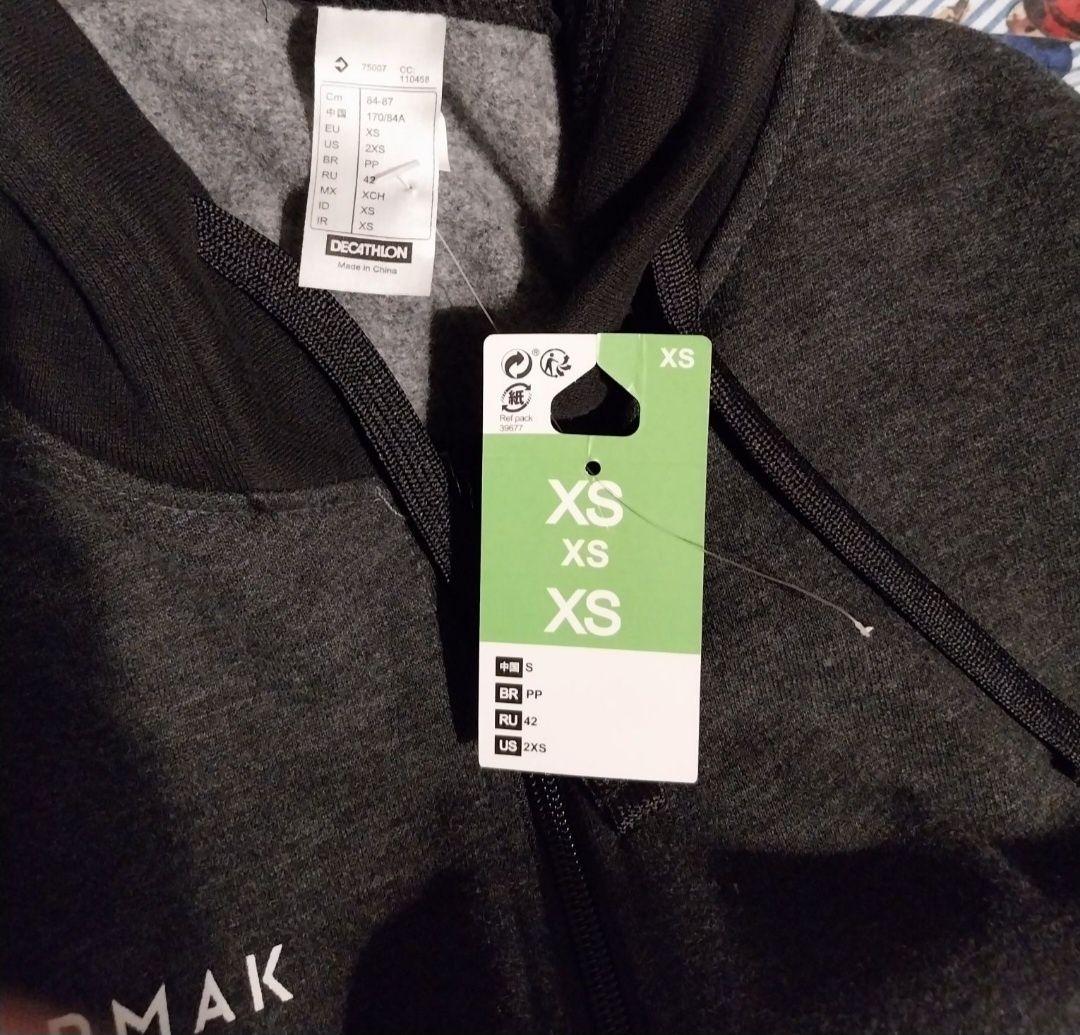 75007 CC:
110458
Cm 84-87
中国 170/84A
EU XS
US 2XS
BR PP
RU 42
MX XCH
ID XS
IR XS
DECATHLON
Made in China
XS
紙
Ref pack
39677
XS
XS
XS
中国 S
BR PP
RU 42
US 2XS